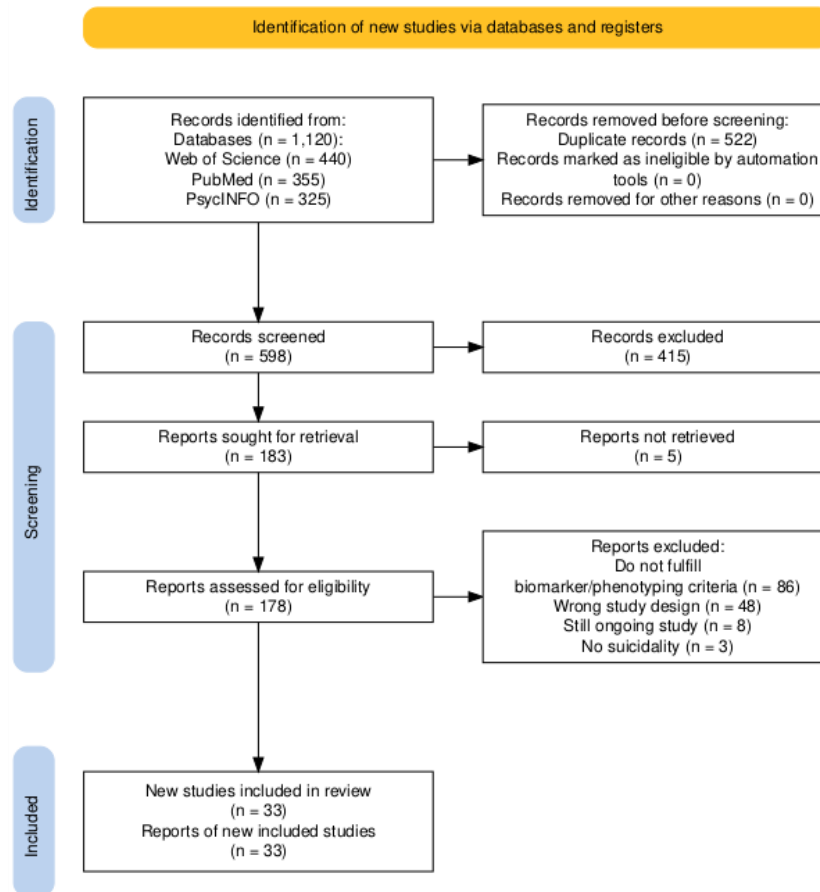 Identification of new studies via databases and registers
Identification
Records identified from:
Databases (n = 1,120):
Web of Science (n = 440)
PubMed (n = 355)
PsycINFO (n = 325)
Records removed before screening:
Duplicate records (n = 522)
Records marked as ineligible by automation
tools (n = 0)
Records removed for other reasons (n = 0)
Screening
Records screened
(n = 598)
Records excluded
(n = 415)
Reports sought for retrieval
(n = 183)
Reports not retrieved
(n = 5)
Reports assessed for eligibility
(n = 178)
Reports excluded:
Do not fulfill
biomarker/phenotyping criteria (n = 86)
Wrong study design (n = 48)
Still ongoing study (n = 8)
No suicidality (n = 3)
Included
New studies included in review
(n = 33)
Reports of new included studies
(n = 33)